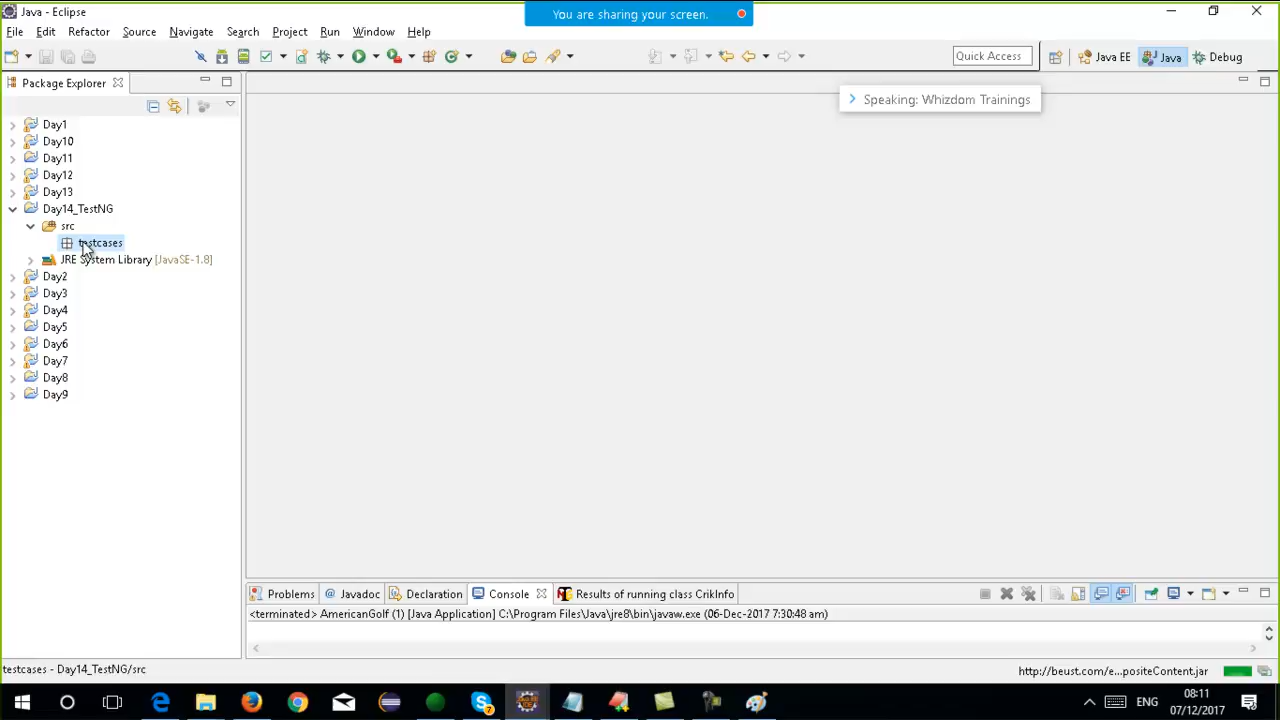 Java - Eclipse
You are sharing your screen.
File Edit Refactor Source Navigate Search Project Run Window Help
Quick Access
Java EE
Java
Debug
Package Explorer
Speaking: Whizdom Trainings
Day1
Day10
Day11
Day12
Day13
Day14_TestNG
src
testcases
JRE System Library [JavaSE-1.8]
Day2
Day3
Day4
Day5
Day6
Day7
Day8
Day9
Problems @ Javadoc Declaration Console Results of running class CrikInfo
<terminated> AmericanGolf (1) [Java Application] C:\Program Files\Java\jre8\bin\javaw.exe (06-Dec-2017 7:30:48 am)
testcases - Day14_TestNG/src
http://beust.com/e...positeContent.jar
ENG
08:11
07/12/2017